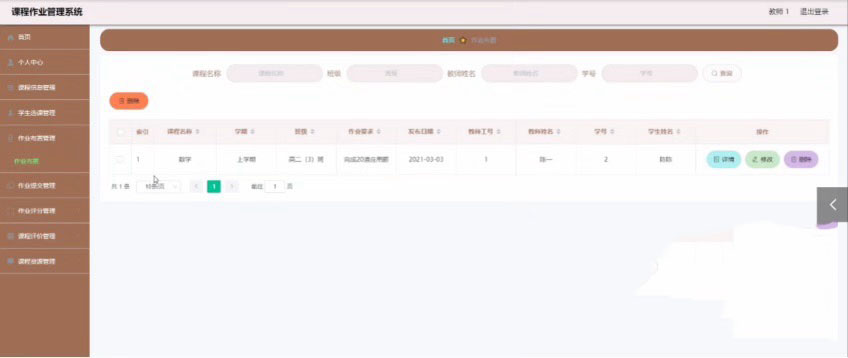 课程作业管理系统
教师 1 退出登录
首页
个人中心
课程信息管理
学生选课管理
作业布置管理
作业布置
作业提交管理
作业评分管理
课程评价管理
课程资源管理
首页 作业布置
课程名称 课程名称 班级 班级 教师姓名 教师姓名 学号 学号 查询
删除
索引 课程名称 学期 班级 作业要求 发布日期 教师工号 教师姓名 学号 学生姓名 操作
1 数学 上学期 高二（3）班 完成20道应用题 2021-03-03 1 陈一 2 详情 修改 删除
共 1 条 10条/页 1 前往 1 页